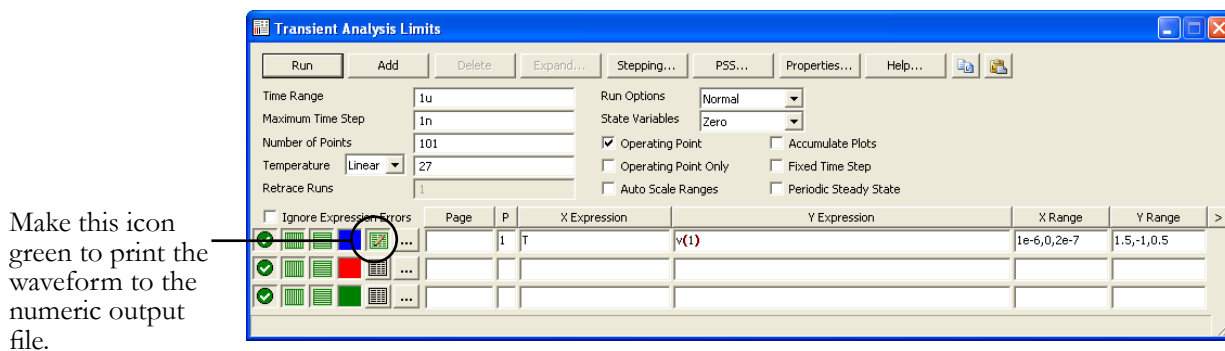 Transient Analysis Limits
Run Add Delete Expand... Stepping... PSS... Properties... Help...
Time Range 1u Run Options Normal
Maximum Time Step 1n State Variables Zero
Number of Points 101 Operating Point Accumulate Plots
Temperature Linear 27 Operating Point Only Fixed Time Step
Retrace Runs 1 Auto Scale Ranges Periodic Steady State
Ignore Expression Errors Page P X Expression Y Expression X Range Y Range >
... 1 T v(1) 1e-6,0,2e-7 1.5,-1,0.5
...
...
Make this icon
green to print the
waveform to the
numeric output
file.